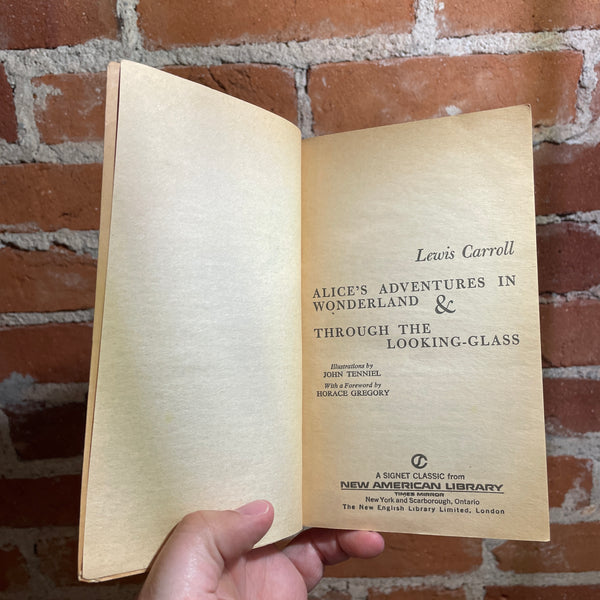 Lewis Carroll
ALICE'S ADVENTURES IN
WONDERLAND &
THROUGH THE
LOOKING-GLASS
Illustrations by
JOHN TENNIEL
With a Foreword by
HORACE GREGORY
A SIGNET CLASSIC from
NEW AMERICAN LIBRARY
TIMES MIRROR
New York and Scarborough, Ontario
The New English Library Limited, London